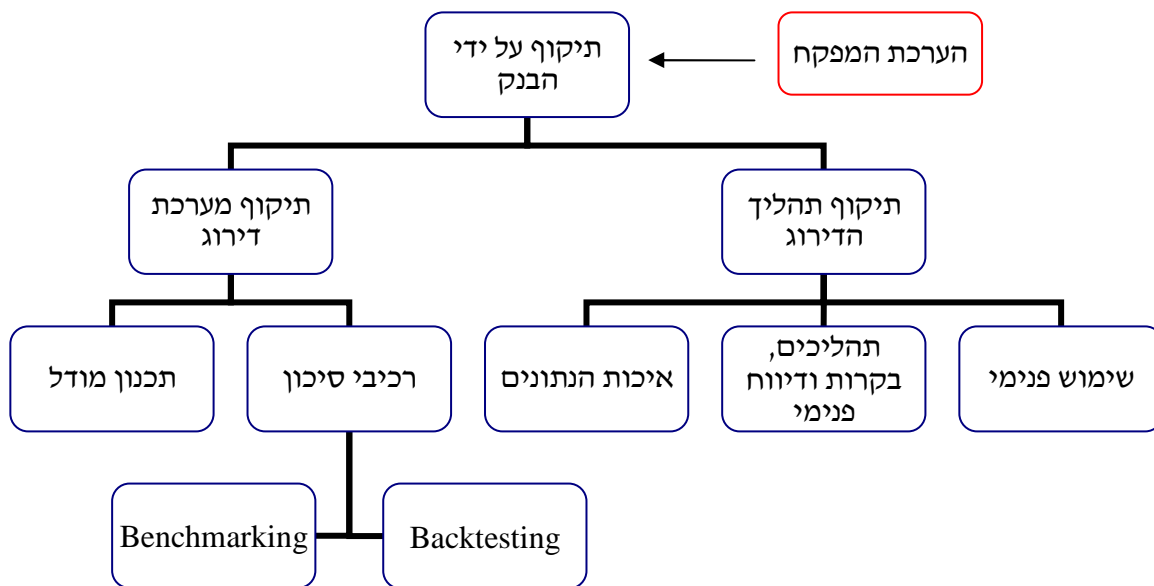 הערכת המפקח
תיקוף על ידי
הבנק
תיקוף תהליך
הדירוג
תיקוף מערכת
דירוג
שימוש פנימי
תהליכים,
בקרות ודיווח
פנימי
איכות הנתונים
רכיבי סיכון
תכנון מודל
Backtesting
Benchmarking